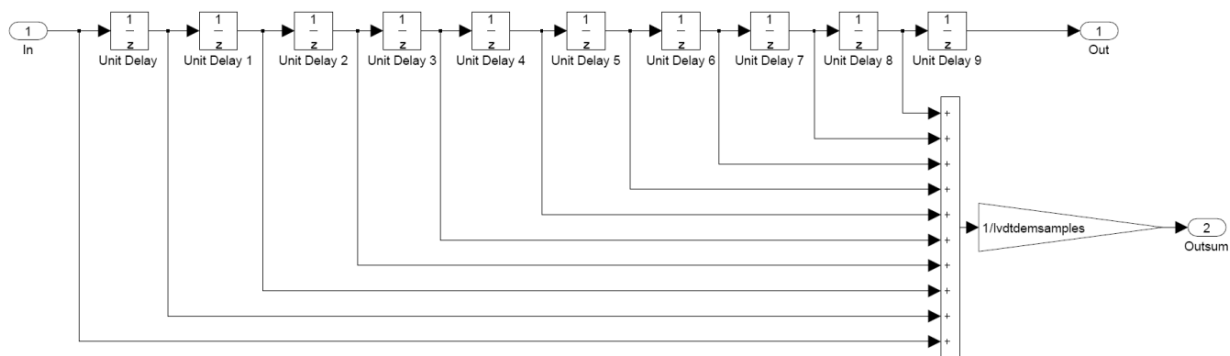 1
In
1
z
Unit Delay
1
z
Unit Delay 1
1
z
Unit Delay 2
1
z
Unit Delay 3
1
z
Unit Delay 4
1
z
Unit Delay 5
1
z
Unit Delay 6
1
z
Unit Delay 7
1
z
Unit Delay 8
1
z
Unit Delay 9
1
Out
+
+
+
+
+
+
+
+
+
+
1/lvdtdemsamples
2
Outsum